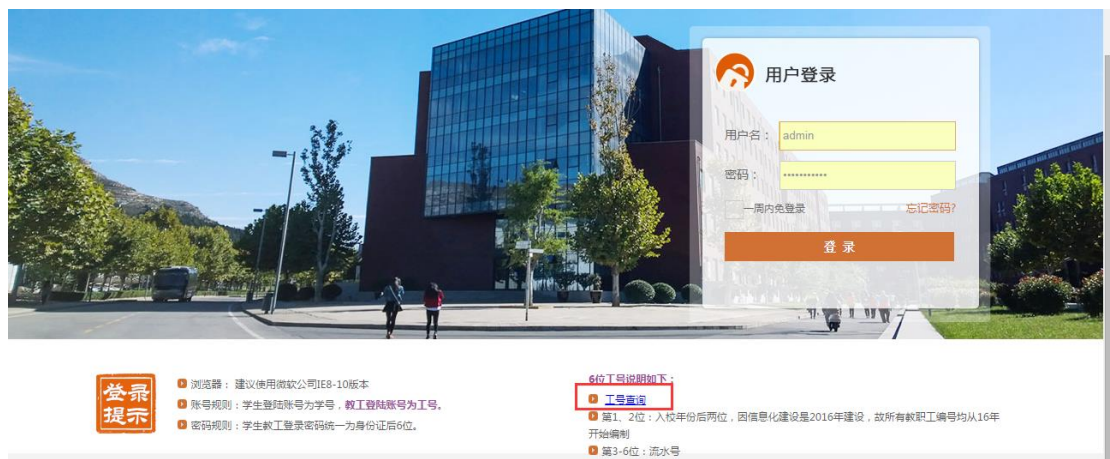 用户登录
用户名： admin
密码： ***********
一周内免登录 忘记密码?
登 录
登录
提示
浏览器： 建议使用微软公司IE8-10版本
账号规则：学生登陆账号为学号，教工登陆账号为工号。
密码规则：学生教工登录密码统一为身份证后6位。
6位工号说明如下：
工号查询
第1、2位：入校年份后两位，因信息化建设是2016年建设，故所有教职工编号均从16年
开始编制
第3-6位：流水号